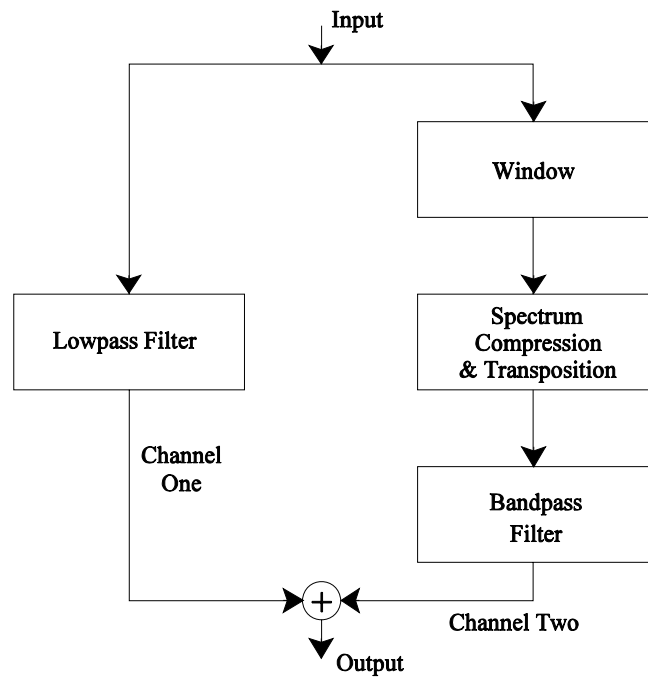 Input
Window
Lowpass Filter
Spectrum
Compression
& Transposition
Channel
One
Bandpass
Filter
+
Channel Two
Output